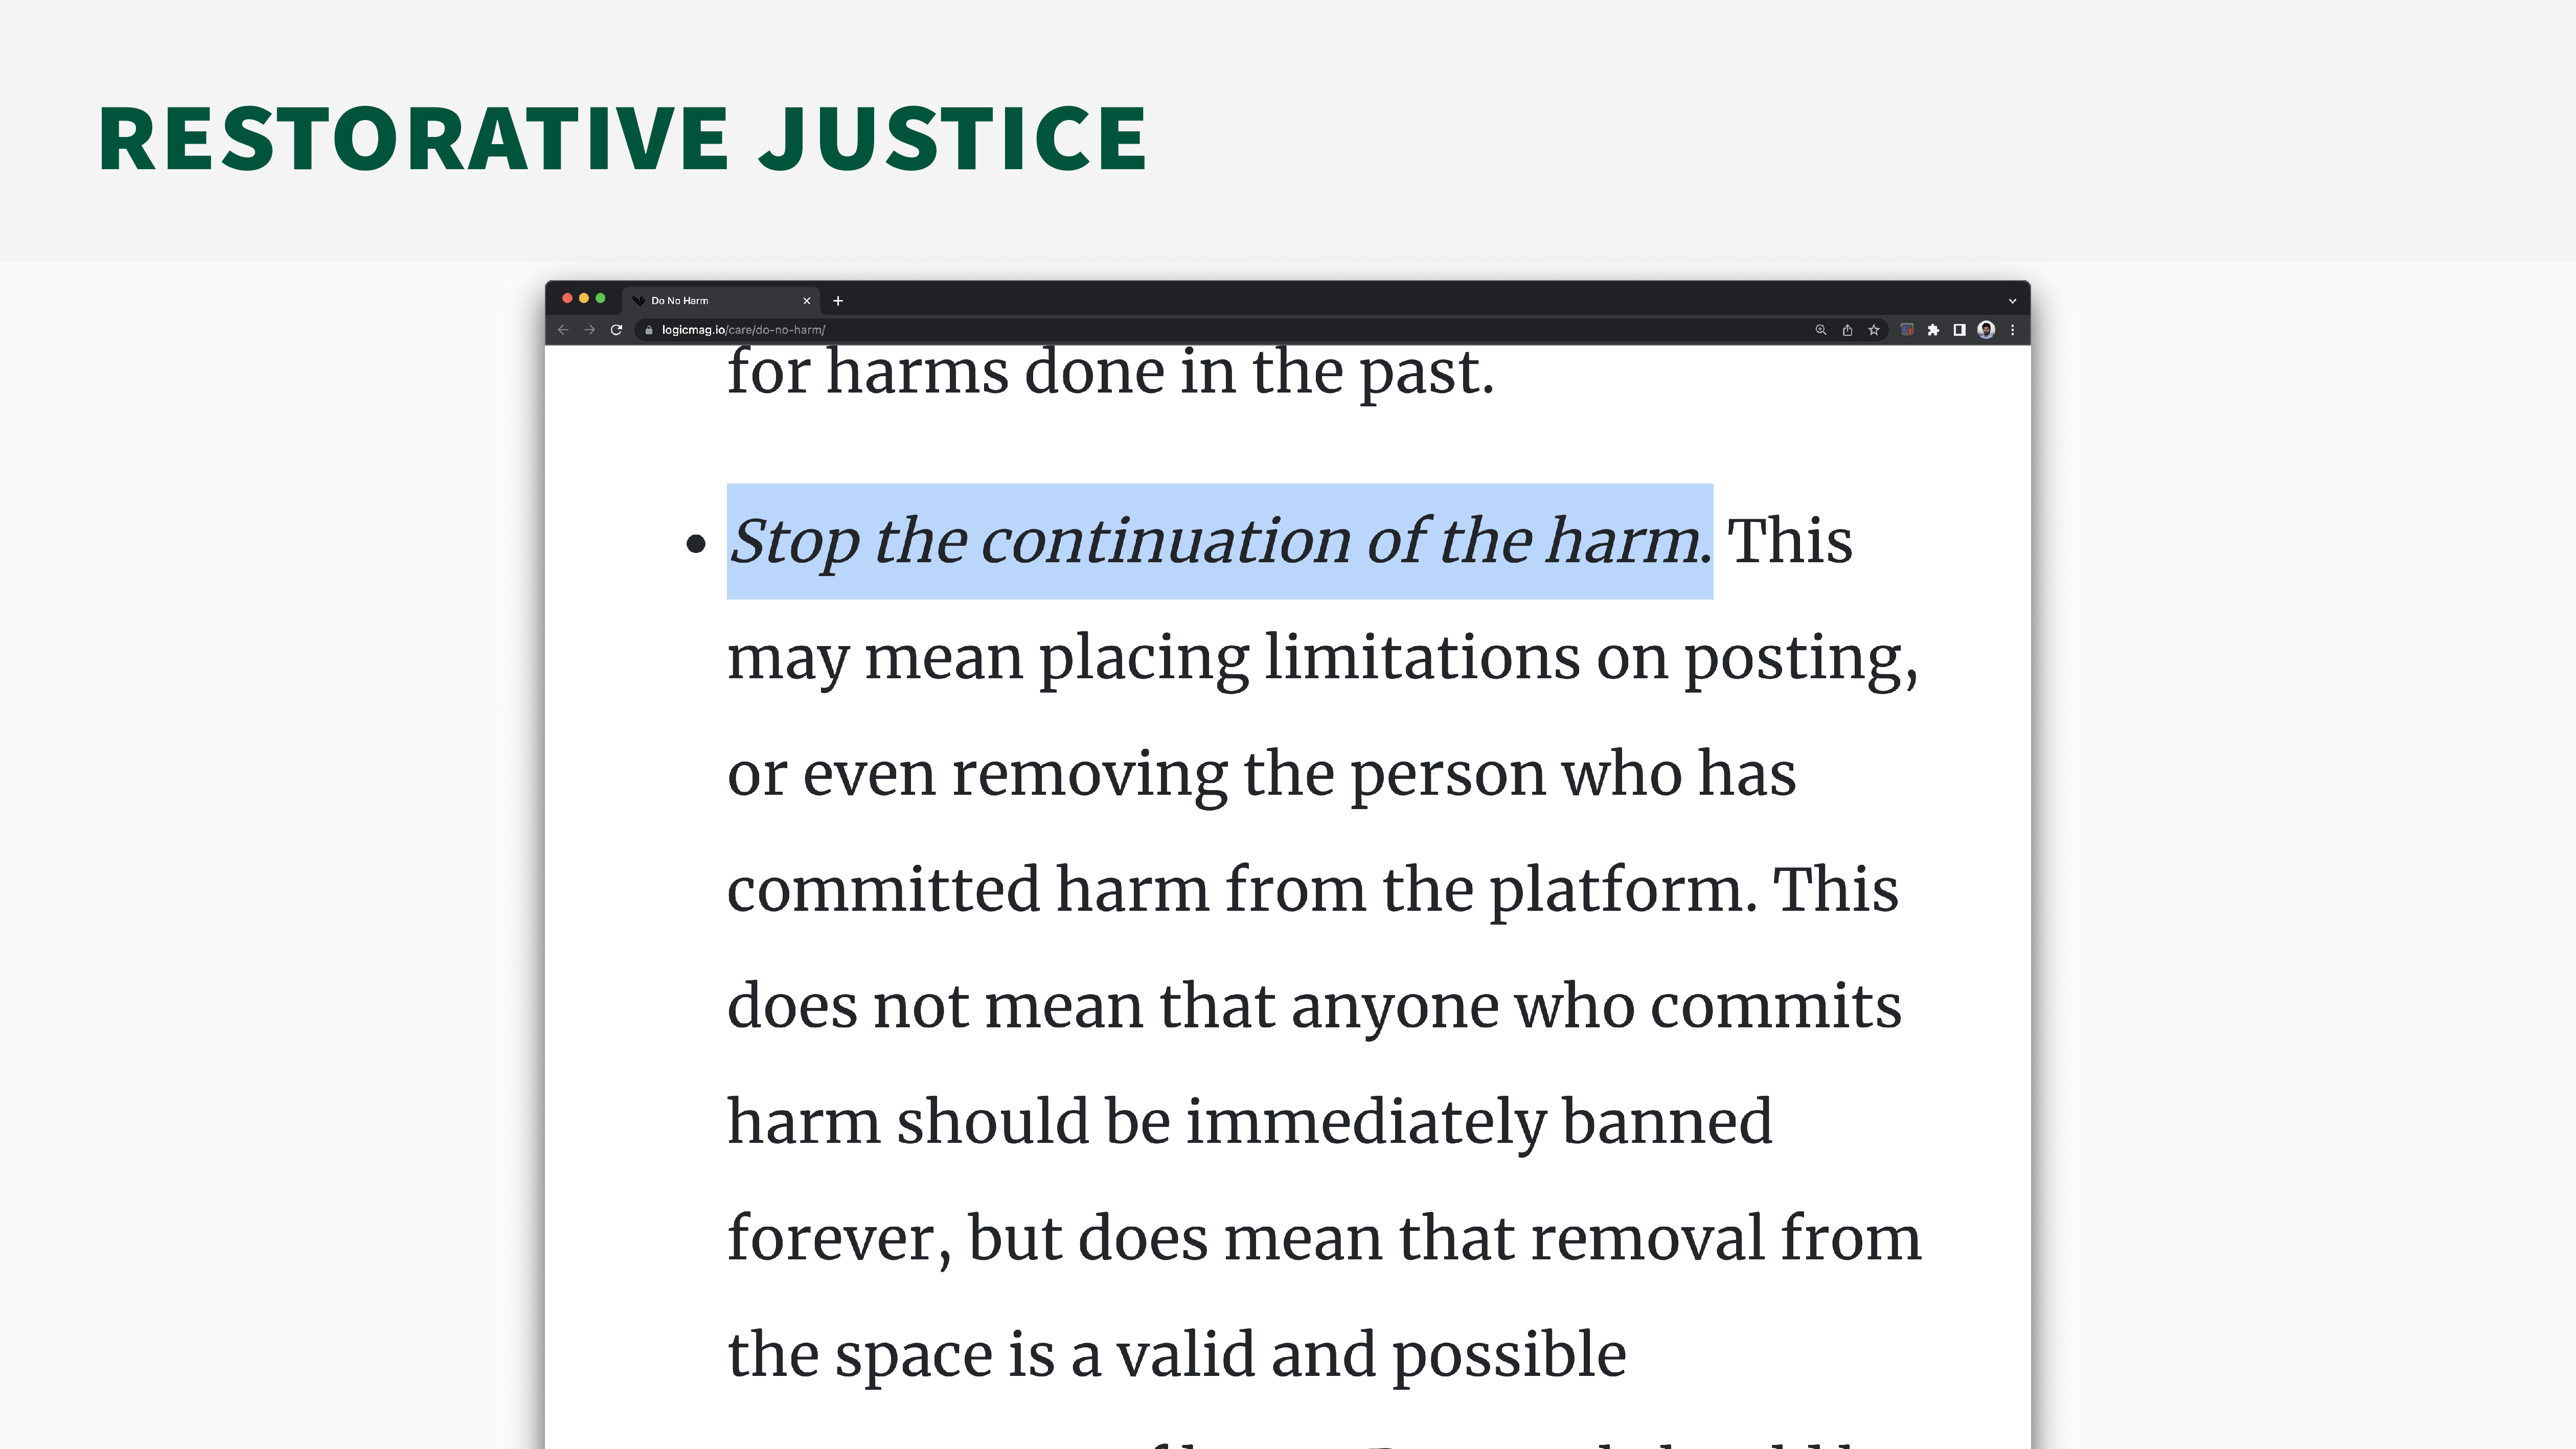 RESTORATIVE JUSTICE
Do No Harm
logicmag.io/care/do-no-harm/
for harms done in the past.
• Stop the continuation of the harm. This
may mean placing limitations on posting,
or even removing the person who has
committed harm from the platform. This
does not mean that anyone who commits
harm should be immediately banned
forever, but does mean that removal from
the space is a valid and possible